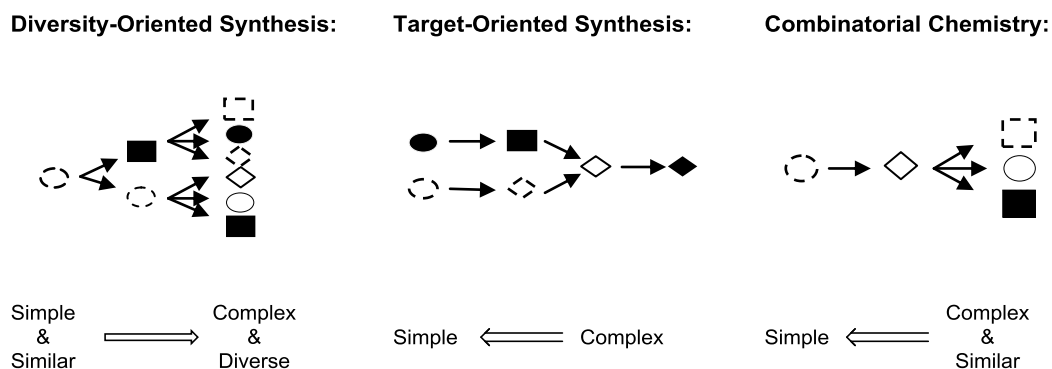 Diversity-Oriented Synthesis:
Target-Oriented Synthesis:
Combinatorial Chemistry:
Simple
&
Similar
Complex
&
Diverse
Simple
Complex
Simple
Complex
&
Similar